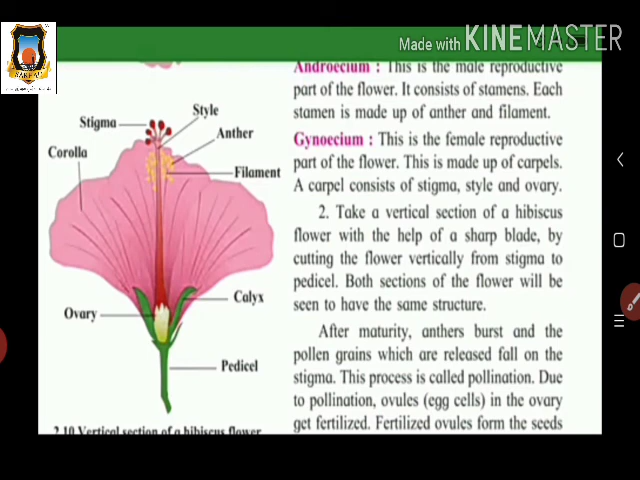 Made with KINEMASTER
Androecium : This is the male reproductive
part of the flower. It consists of stamens. Each
stamen is made up of anther and filament.
Gynoecium : This is the female reproductive
part of the flower. This is made up of carpels.
A carpel consists of stigma, style and ovary.
2. Take a vertical section of a hibiscus
flower with the help of a sharp blade, by
cutting the flower vertically from stigma to
pedicel. Both sections of the flower will be
seen to have the same structure.
After maturity, anthers burst and the
pollen grains which are released fall on the
stigma. This process is called pollination. Due
to pollination, ovules (egg cells) in the ovary
get fertilized. Fertilized ovules form the seeds
Stigma
Style
Anther
Corolla
Filament
Calyx
Ovary
Pedicel
2.10 Vertical section of a hibiscus flower